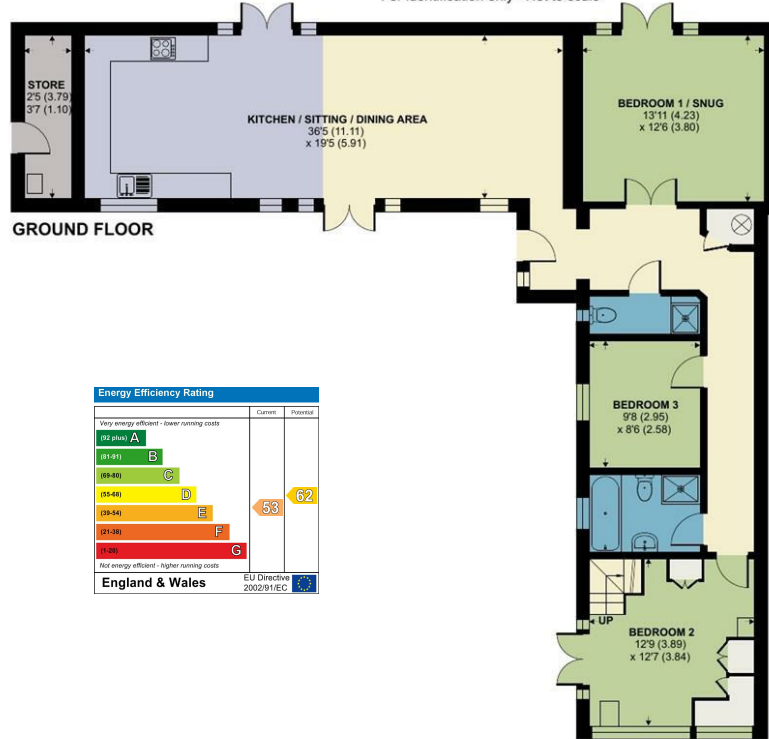 STORE
2'5 (3.79)
3'7 (1.10)
KITCHEN / SITTING / DINING AREA
36'5 (11.11)
x 19'5 (5.91)
BEDROOM 1 / SNUG
13'11 (4.23)
x 12'6 (3.80)
GROUND FLOOR
BEDROOM 3
9'8 (2.95)
x 8'6 (2.58)
Energy Efficiency Rating
Current
Potential
Very energy efficient - lower running costs
(92 plus) A
(81-91) B
(69-80) C
(55-68) D
(39-54) E
(21-38) F
(1-20) G
53
62
Not energy efficient - higher running costs
England & Wales
EU Directive
2002/91/EC
UP
BEDROOM 2
12'9 (3.89)
x 12'7 (3.84)